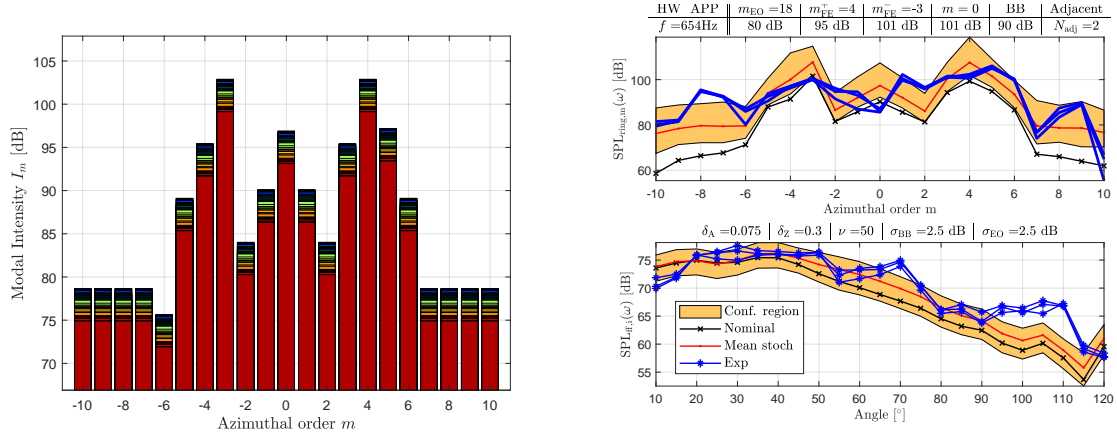 Modal Intensity I_m [dB]
105
100
95
90
85
80
75
70
-10 -8 -6 -4 -2 0 2 4 6 8 10
Azimuthal order m
HW APP m_EO =18 m^+_FE =4 m^-_FE =-3 m = 0 BB Adjacent
f =654Hz 80 dB 95 dB 101 dB 101 dB 90 dB N_adj =2
SPL_ring,m(ω) [dB]
100
80
60
-10 -8 -6 -4 -2 0 2 4 6 8 10
Azimuthal order m
δ_A =0.075 δ_Z =0.3 ν =50 σ_BB =2.5 dB σ_EO =2.5 dB
SPL_ff,i(ω) [dB]
75
70
65
60
55
Conf. region
Nominal
Mean stoch
Exp
10 20 30 40 50 60 70 80 90 100 110 120
Angle [°]